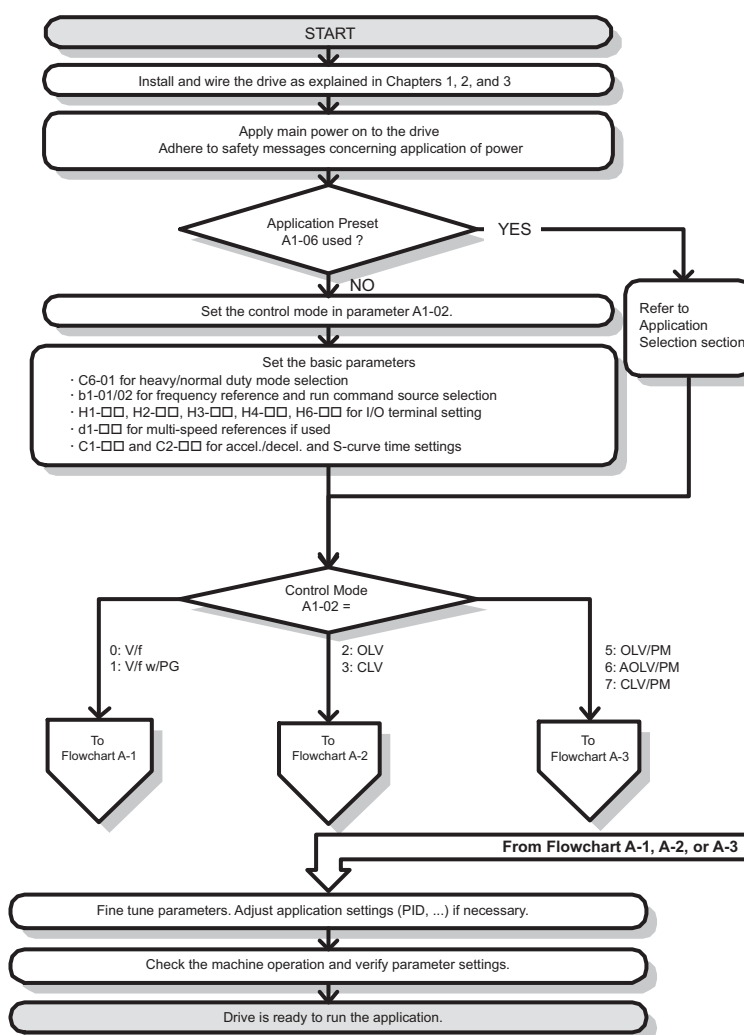 START
Install and wire the drive as explained in Chapters 1, 2, and 3
Apply main power on to the drive
Adhere to safety messages concerning application of power
Application Preset
A1-06 used ?
YES
NO
Set the control mode in parameter A1-02.
Refer to
Application
Selection section
Set the basic parameters
· C6-01 for heavy/normal duty mode selection
· b1-01/02 for frequency reference and run command source selection
· H1-□□, H2-□□, H3-□□, H4-□□, H6-□□ for I/O terminal setting
· d1-□□ for multi-speed references if used
· C1-□□ and C2-□□ for accel./decel. and S-curve time settings
Control Mode
A1-02 =
0: V/f
1: V/f w/PG
2: OLV
3: CLV
5: OLV/PM
6: AOLV/PM
7: CLV/PM
To
Flowchart A-1
To
Flowchart A-2
To
Flowchart A-3
From Flowchart A-1, A-2, or A-3
Fine tune parameters. Adjust application settings (PID, ...) if necessary.
Check the machine operation and verify parameter settings.
Drive is ready to run the application.